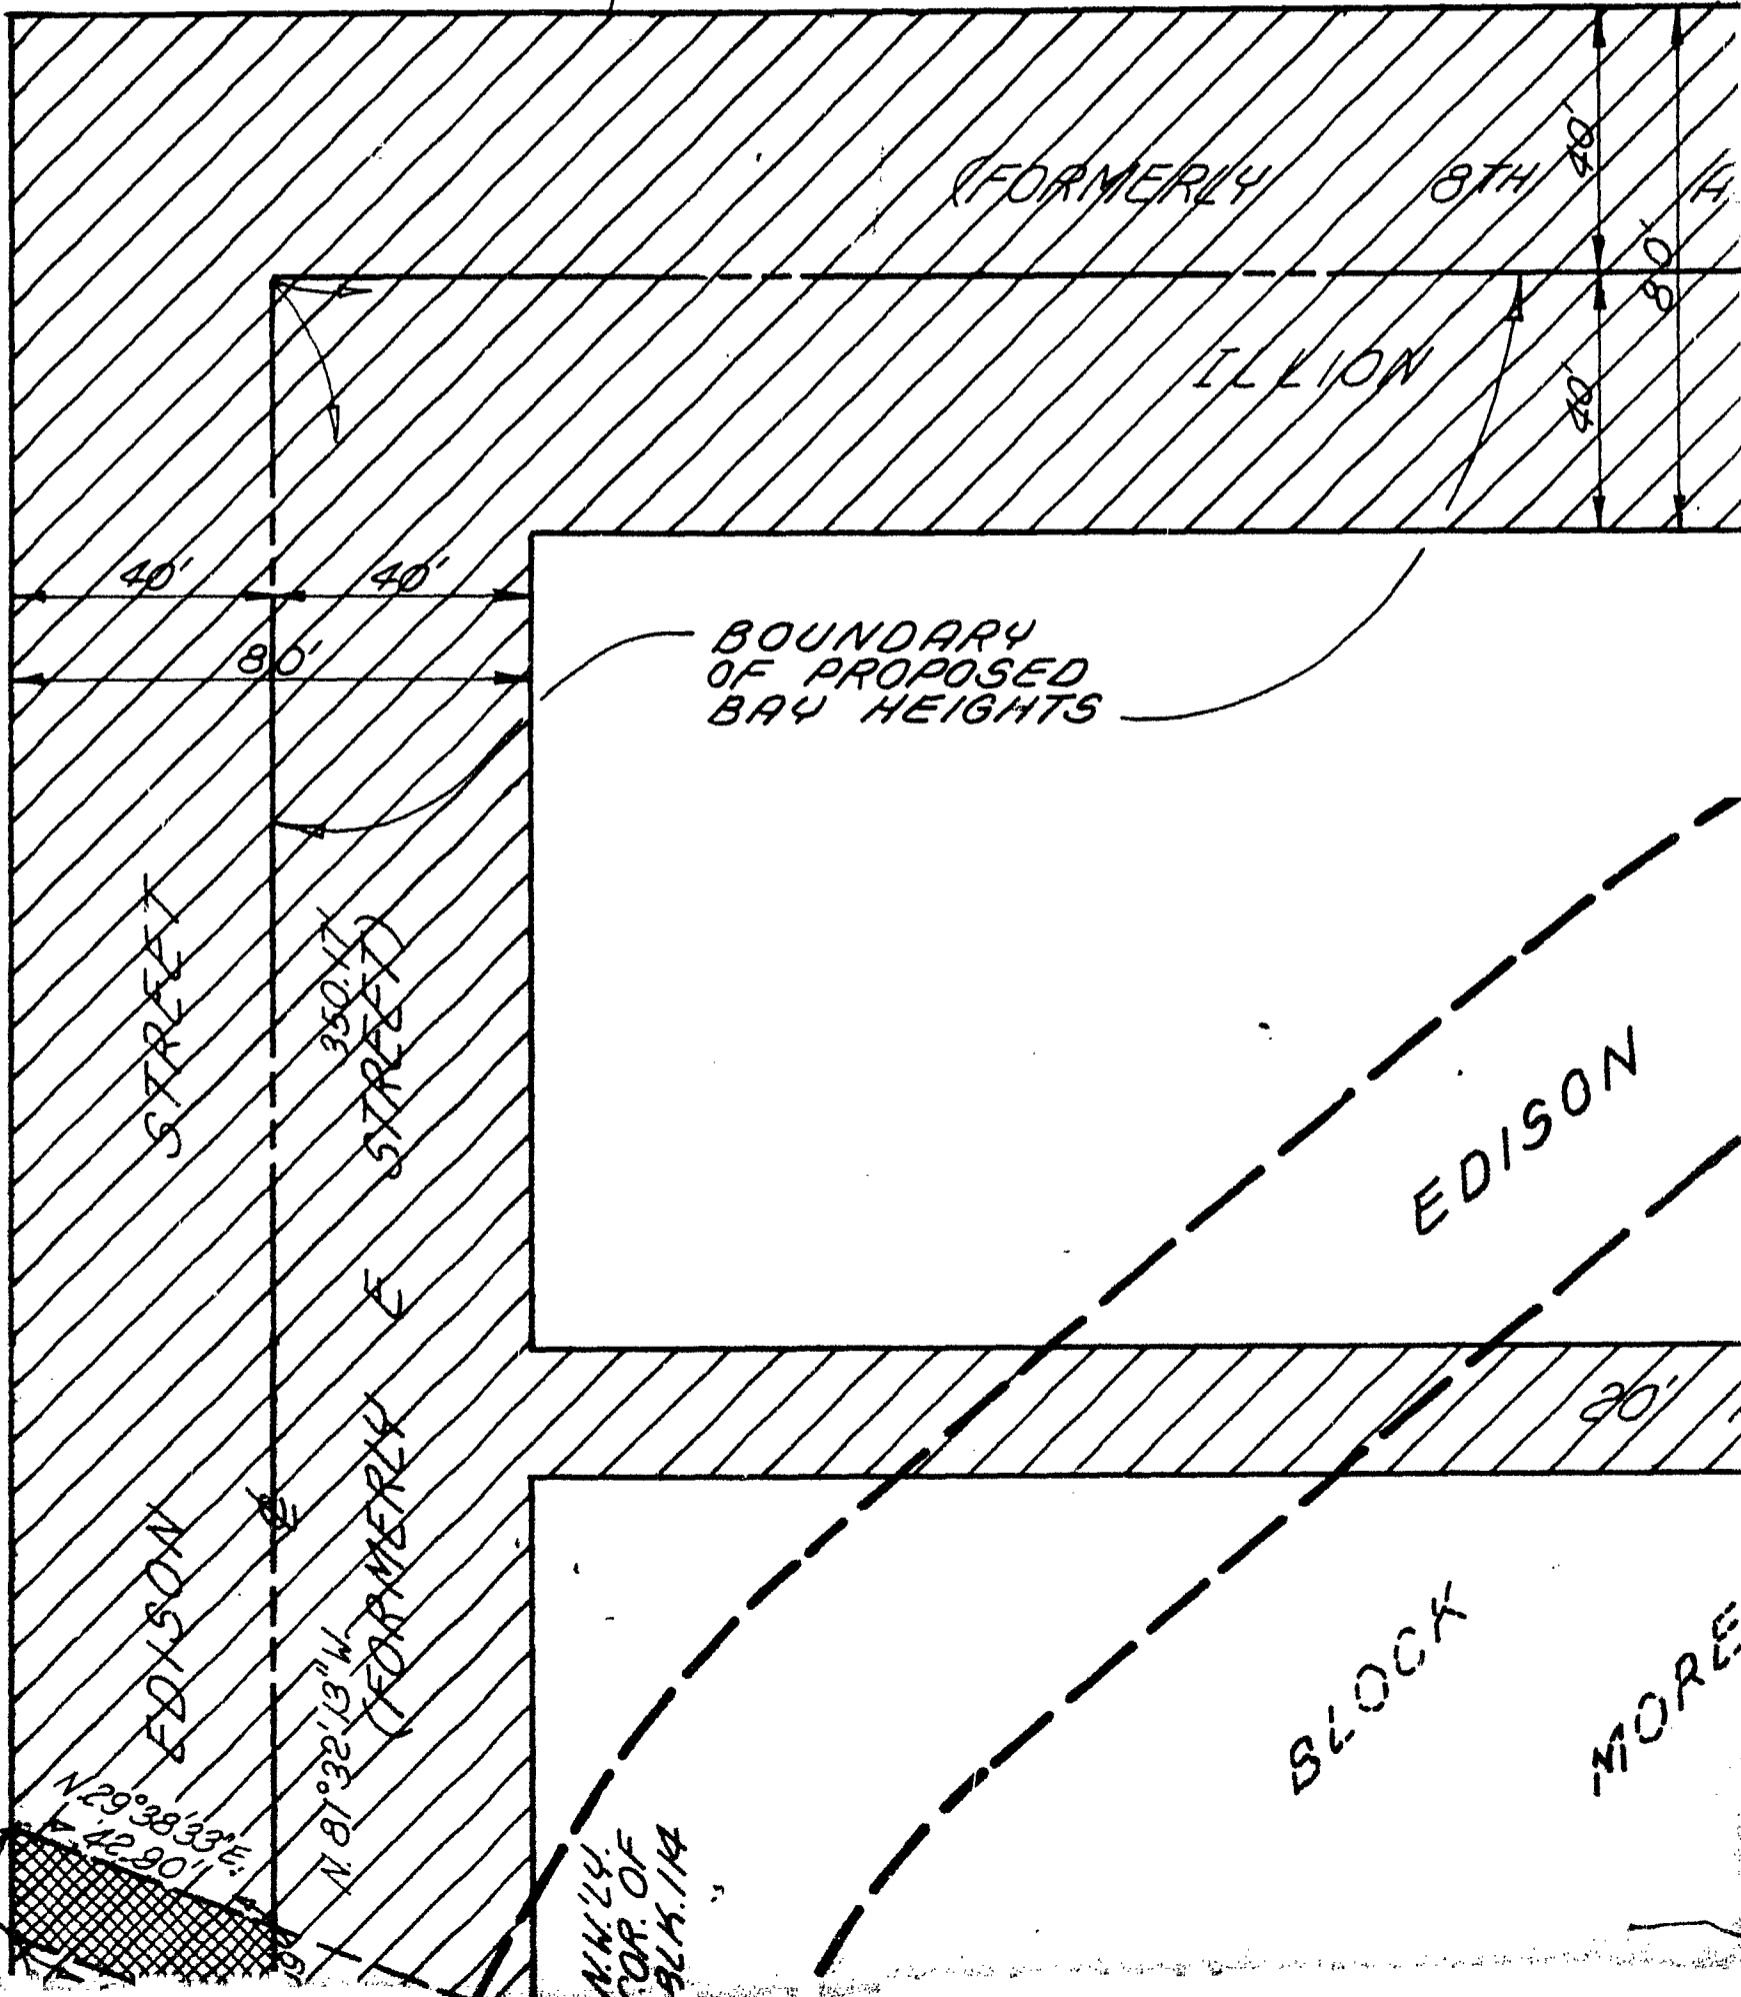 (FORMERLY 8TH
40'
80'
ILLION
40'
40'
40'
80'
BOUNDARY
OF PROPOSED
BAY HEIGHTS
EDISON STREET
350.17
(FORMERLY E STREET)
N. 81°32'13" W.
℄
EDISON
20'
BLOCK
MORE
N.29°38'33"E.
42.90'
N.W.'LY.
COR. OF
BLK. 114